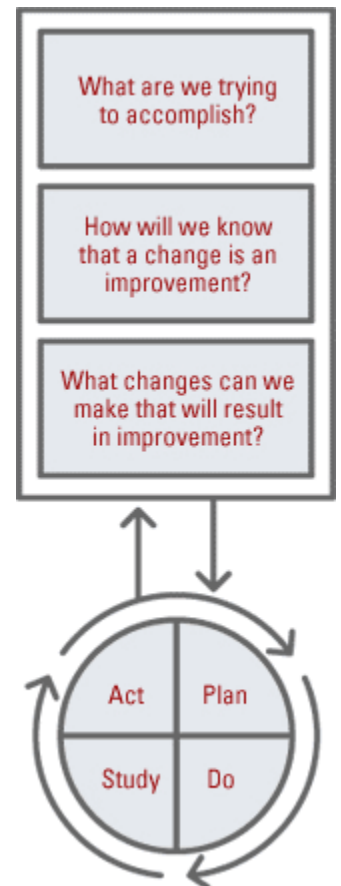 What are we trying
to accomplish?
How will we know
that a change is an
improvement?
What changes can we
make that will result
in improvement?
Act
Plan
Study
Do